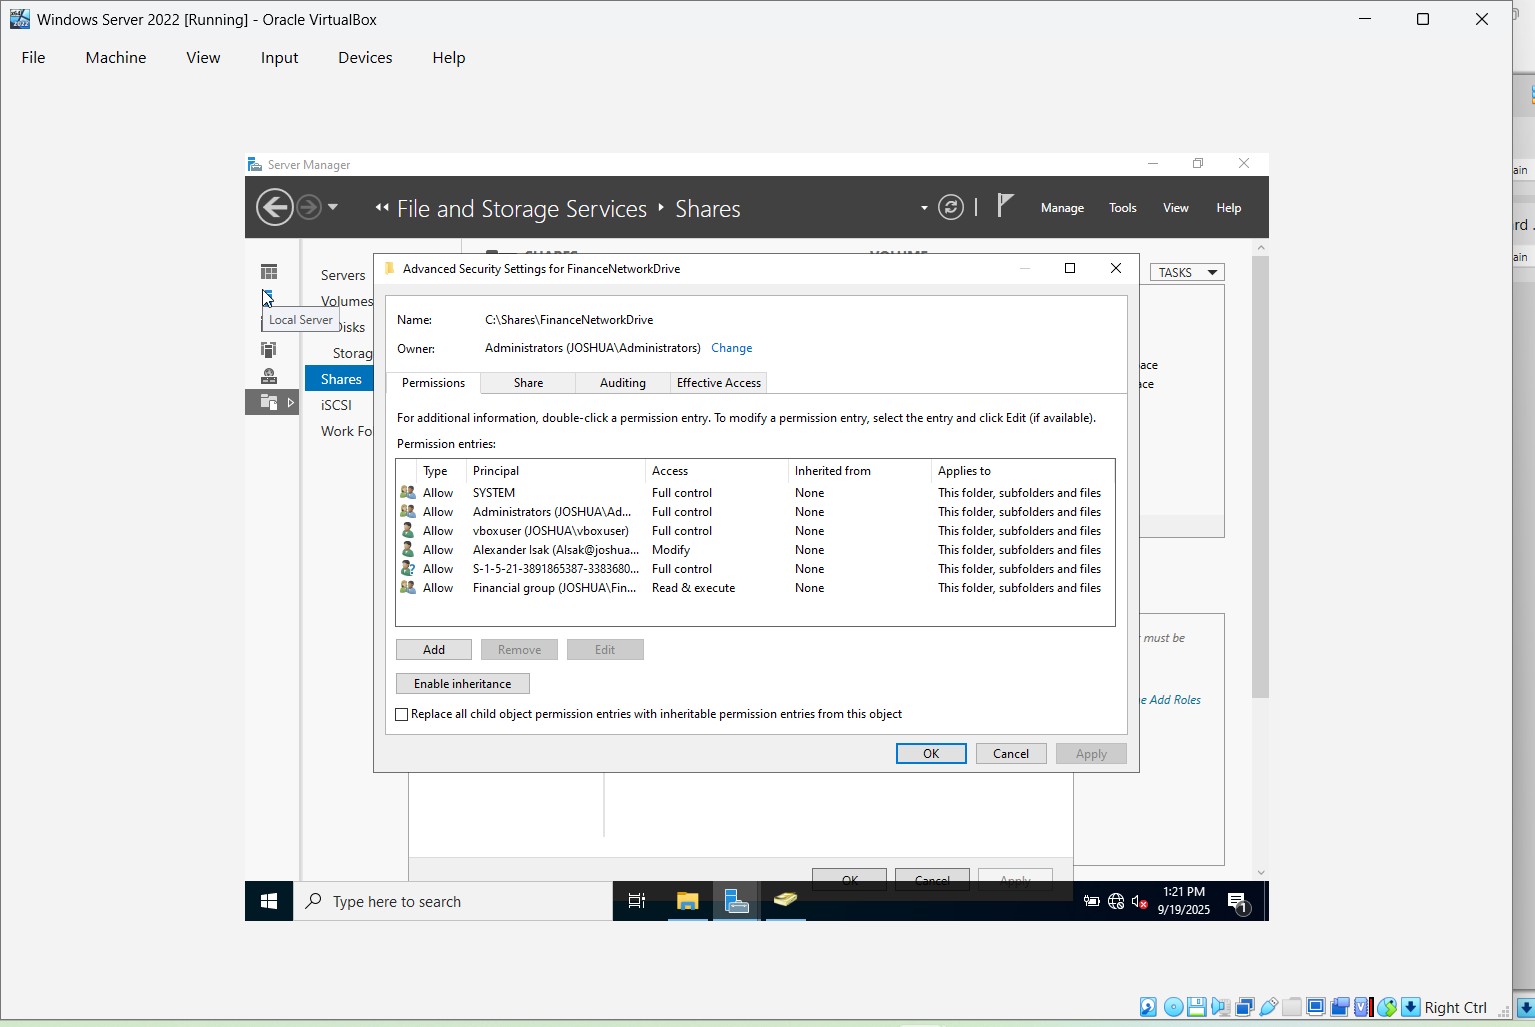 Windows Server 2022 [Running] - Oracle VirtualBox
File Machine View Input Devices Help
Server Manager
File and Storage Services Shares
Manage Tools View Help
TASKS
Servers
Volumes
Disks
Storag
Shares
iSCSI
Work Fo
Local Server
Advanced Security Settings for FinanceNetworkDrive
Name: C:\Shares\FinanceNetworkDrive
Owner: Administrators (JOSHUA\Administrators) Change
Permissions Share Auditing Effective Access
For additional information, double-click a permission entry. To modify a permission entry, select the entry and click Edit (if available).
Permission entries:
Type Principal Access Inherited from Applies to
Allow SYSTEM Full control None This folder, subfolders and files
Allow Administrators (JOSHUA\Ad... Full control None This folder, subfolders and files
Allow vboxuser (JOSHUA\vboxuser) Full control None This folder, subfolders and files
Allow Alexander Isak (AIsak@joshua... Modify None This folder, subfolders and files
Allow S-1-5-21-3891865387-3383680... Full control None This folder, subfolders and files
Allow Financial group (JOSHUA\Fin... Read & execute None This folder, subfolders and files
Add Remove Edit
Enable inheritance
Replace all child object permission entries with inheritable permission entries from this object
OK Cancel Apply
ace
ace
must be
e Add Roles
OK Cancel Apply
Type here to search
1:21 PM
9/19/2025
1
Right Ctrl
ain
rd .
ain